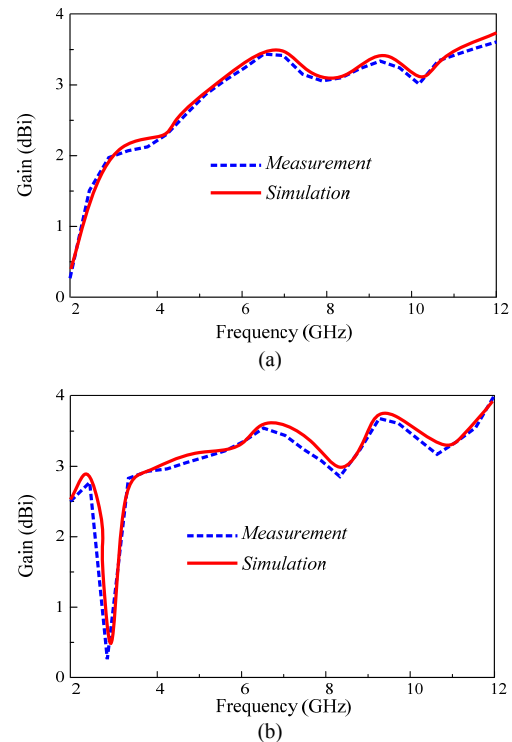 4
3
2
1
0
Gain (dBi)
Measurement
Simulation
2 4 6 8 10 12
Frequency (GHz)
(a)
4
3
2
1
0
Gain (dBi)
Measurement
Simulation
2 4 6 8 10 12
Frequency (GHz)
(b)